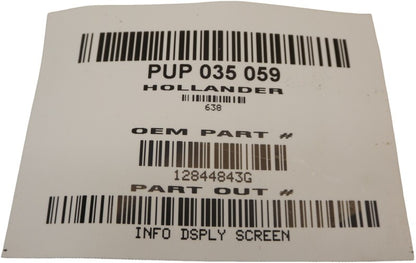 PUP 035 059
HOLLANDER
638
OEM PART #
12844843G
PART OUT #
INFO DSPLY SCREEN